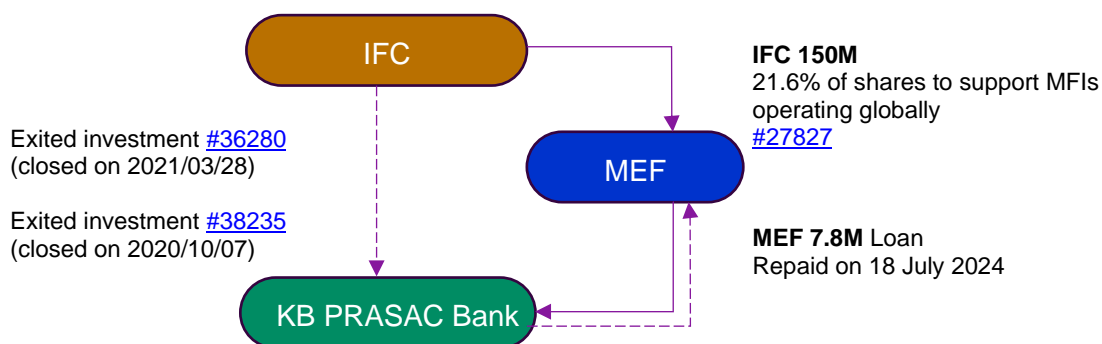 IFC
IFC 150M
21.6% of shares to support MFIs
operating globally
#27827
Exited investment #36280
(closed on 2021/03/28)
MEF
Exited investment #38235
(closed on 2020/10/07)
MEF 7.8M Loan
Repaid on 18 July 2024
KB PRASAC Bank